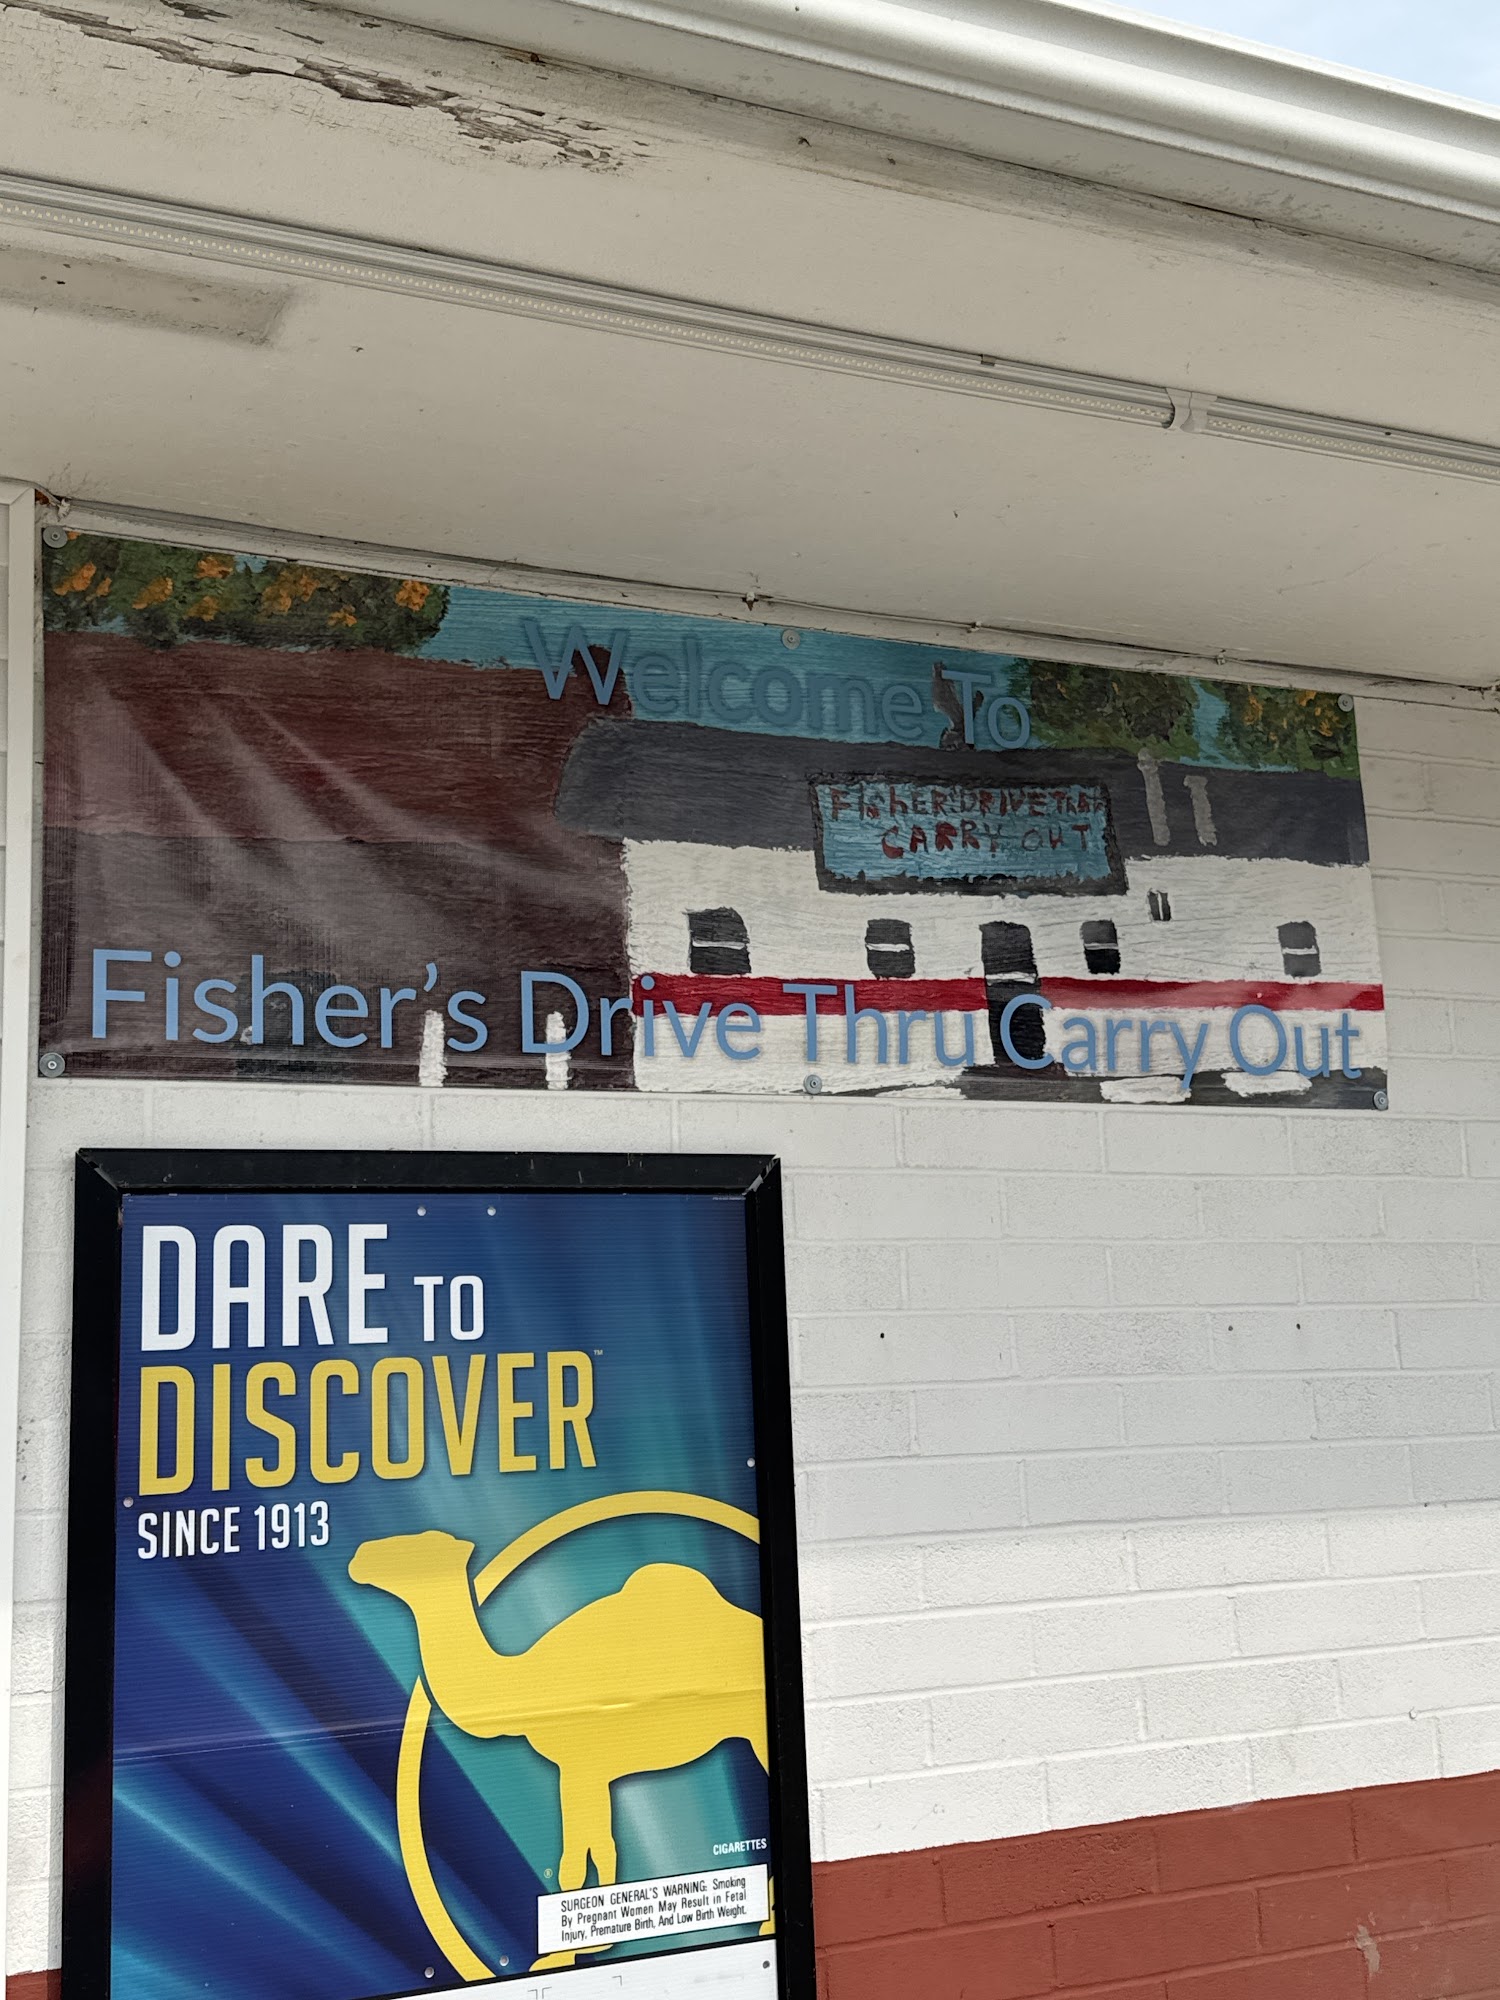 Welcome To
FishER'S DRIVE THRU
CARRY OUT
Fisher's Drive Thru Carry Out
DARE TO
DISCOVER™
SINCE 1913
CIGARETTES
®
SURGEON GENERAL'S WARNING: Smoking
By Pregnant Women May Result in Fetal
Injury, Premature Birth, And Low Birth Weight.